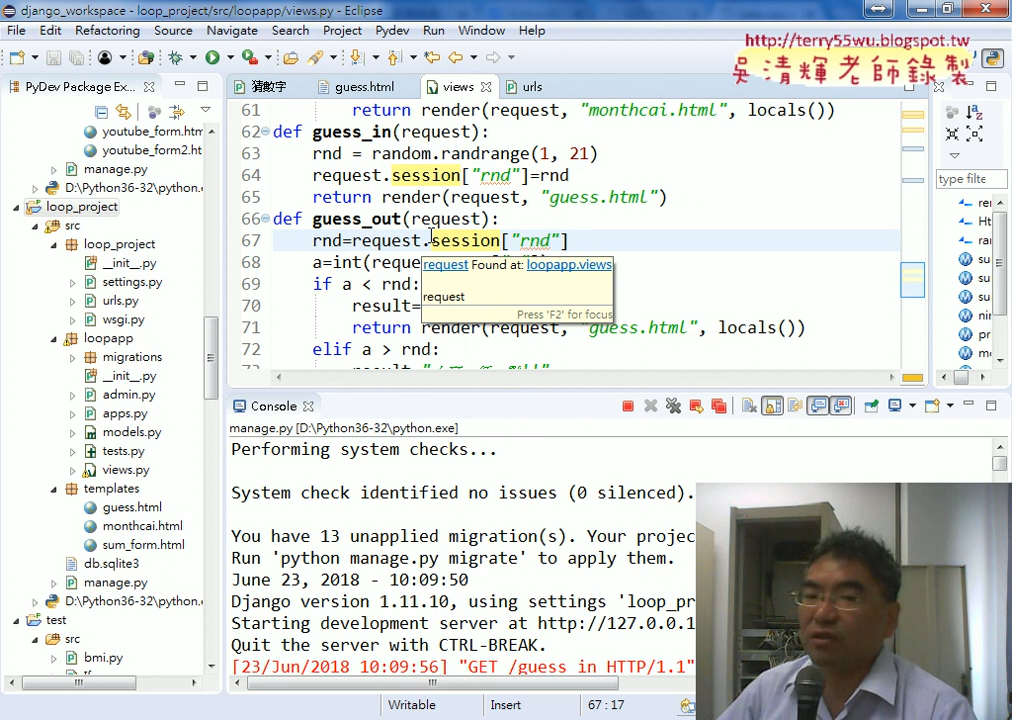 django_workspace - loop_project/src/loopapp/views.py - Eclipse
File Edit Refactoring Source Navigate Search Project Pydev Run Window Help
http://terry55wu.blogspot.tw
吳清輝老師錄製
PyDev Package Ex...
猜數字
guess.html
views
urls
youtube_form.htm
youtube_form2.ht
manage.py
D:\Python36-32\python.
loop_project
src
loop_project
__init__.py
settings.py
urls.py
wsgi.py
loopapp
migrations
__init__.py
admin.py
apps.py
models.py
tests.py
views.py
templates
guess.html
monthcai.html
sum_form.html
db.sqlite3
manage.py
D:\Python36-32\python.
test
src
bmi.py
61 return render(request, "monthcai.html", locals())
62 def guess_in(request):
63 rnd = random.randrange(1, 21)
64 request.session["rnd"]=rnd
65 return render(request, "guess.html")
66 def guess_out(request):
67 rnd=request.session["rnd"]
68 a=int(reque
69 if a < rnd:
70 result=
71 return render(request, "guess.html", locals())
72 elif a > rnd:
request Found at: loopapp.views
request
Press 'F2' for focus
type filte
Console
manage.py [D:\Python36-32\python.exe]
Performing system checks...
System check identified no issues (0 silenced).
You have 13 unapplied migration(s). Your projec
Run 'python manage.py migrate' to apply them.
June 23, 2018 - 10:09:50
Django version 1.11.10, using settings 'loop_pr
Starting development server at http://127.0.0.1
Quit the server with CTRL-BREAK.
[23/Jun/2018 10:09:56] "GET /guess in HTTP/1.1"
Writable
Insert
67 : 17